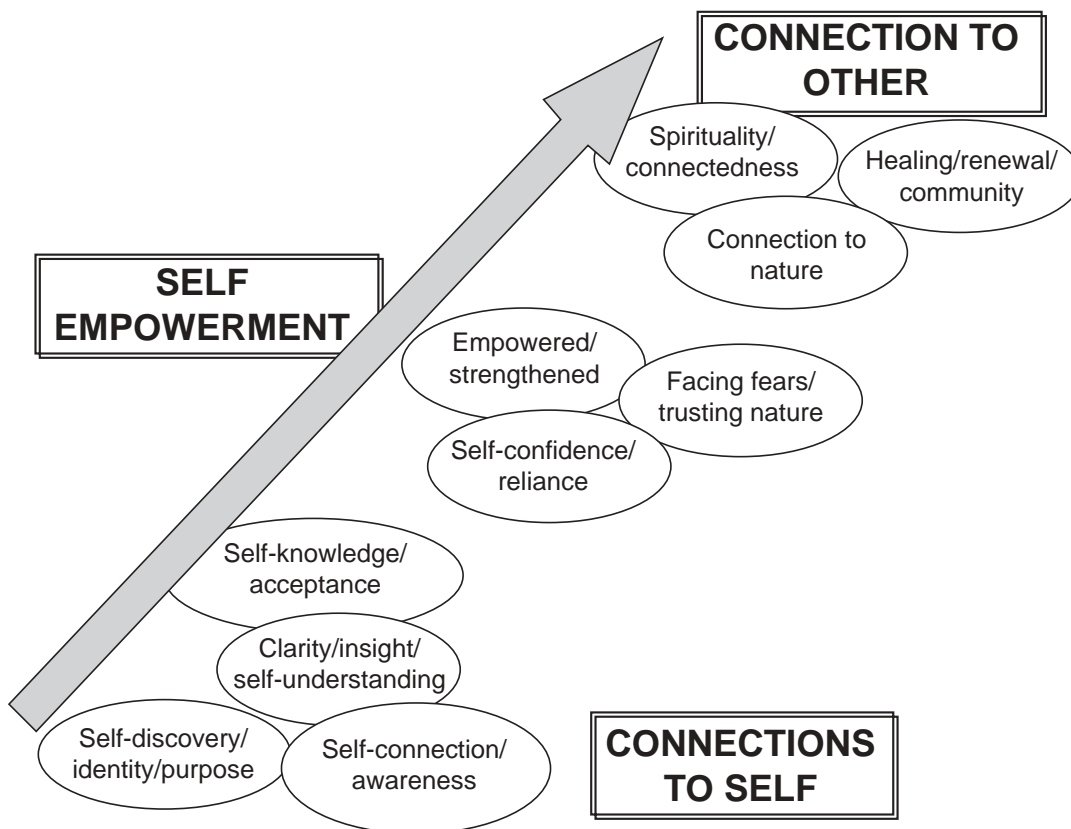 CONNECTION TO
OTHER
Spirituality/
connectedness
Healing/renewal/
community
Connection to
nature
SELF
EMPOWERMENT
Empowered/
strengthened
Facing fears/
trusting nature
Self-confidence/
reliance
Self-knowledge/
acceptance
Clarity/insight/
self-understanding
Self-discovery/
identity/purpose
Self-connection/
awareness
CONNECTIONS
TO SELF